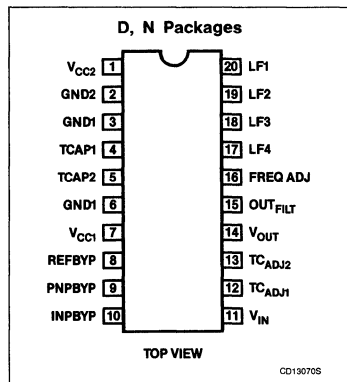 D, N Packages
VCC2 1 20 LF1
GND2 2 19 LF2
GND1 3 18 LF3
TCAP1 4 17 LF4
TCAP2 5 16 FREQ ADJ
GND1 6 15 OUTFILT
VCC1 7 14 VOUT
REFBYP 8 13 TCADJ2
PNPBYP 9 12 TCADJ1
INPBYP 10 11 VIN
TOP VIEW
CD13070S